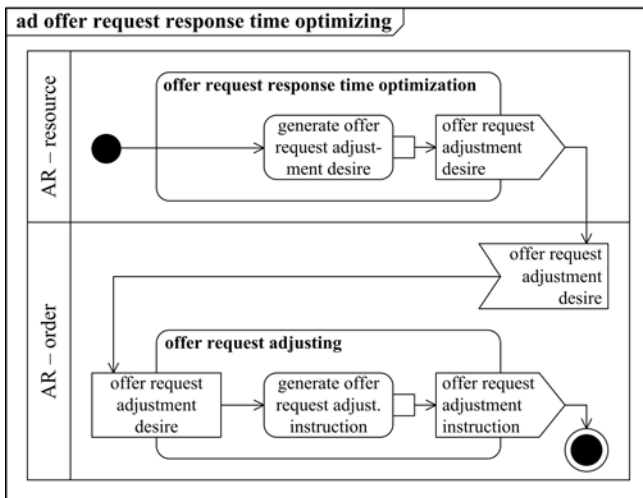 ad offer request response time optimizing
AR – resource
offer request response time optimization
generate offer
request adjust-
ment desire
offer request
adjustment
desire
AR – order
offer request
adjustment
desire
offer request adjusting
offer request
adjustment
desire
generate offer
request adjust.
instruction
offer request
adjustment
instruction